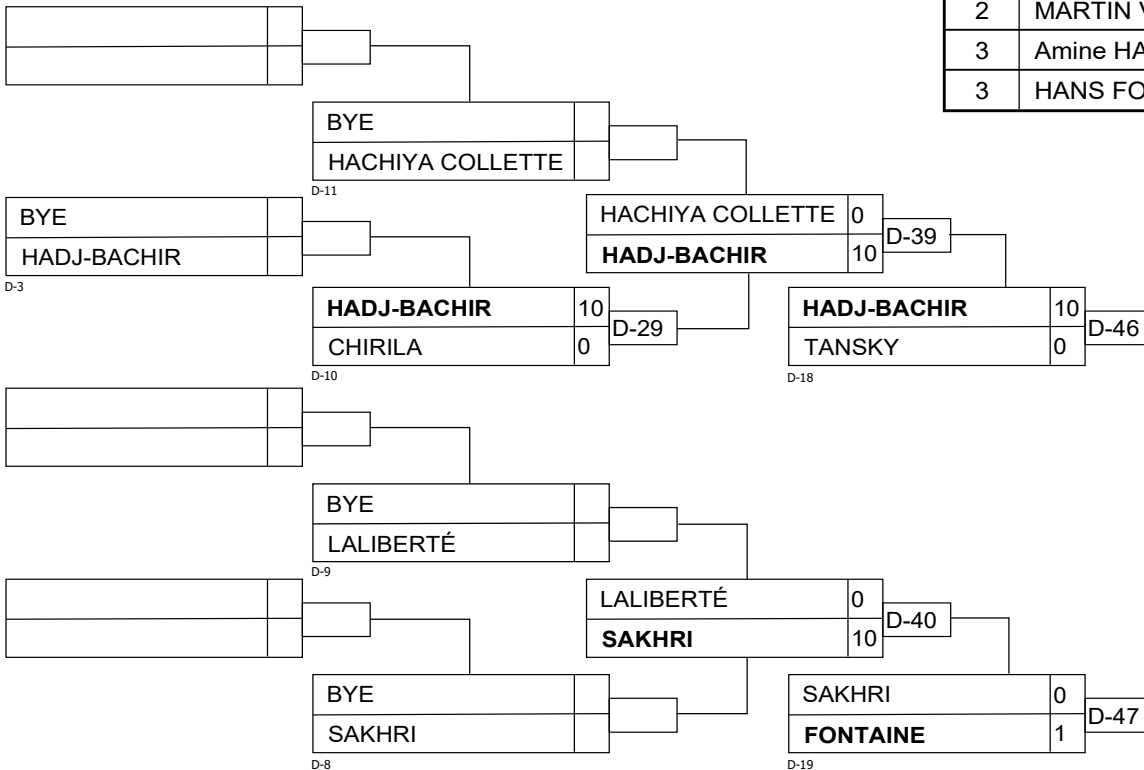 2 MARTIN
3 Amine
3 HANS
BYE
HACHIYA COLLETTE
D-11
BYE
HADJ-BACHIR
D-3
HACHIYA COLLETTE 0
HADJ-BACHIR 10
D-39
HADJ-BACHIR 10
CHIRILA 0
D-29
D-10
HADJ-BACHIR 10
TANSKY 0
D-46
D-18
BYE
LALIBERTÉ
D-9
LALIBERTÉ 0
SAKHRI 10
D-40
BYE
SAKHRI
D-8
SAKHRI 0
FONTAINE 1
D-47
D-19